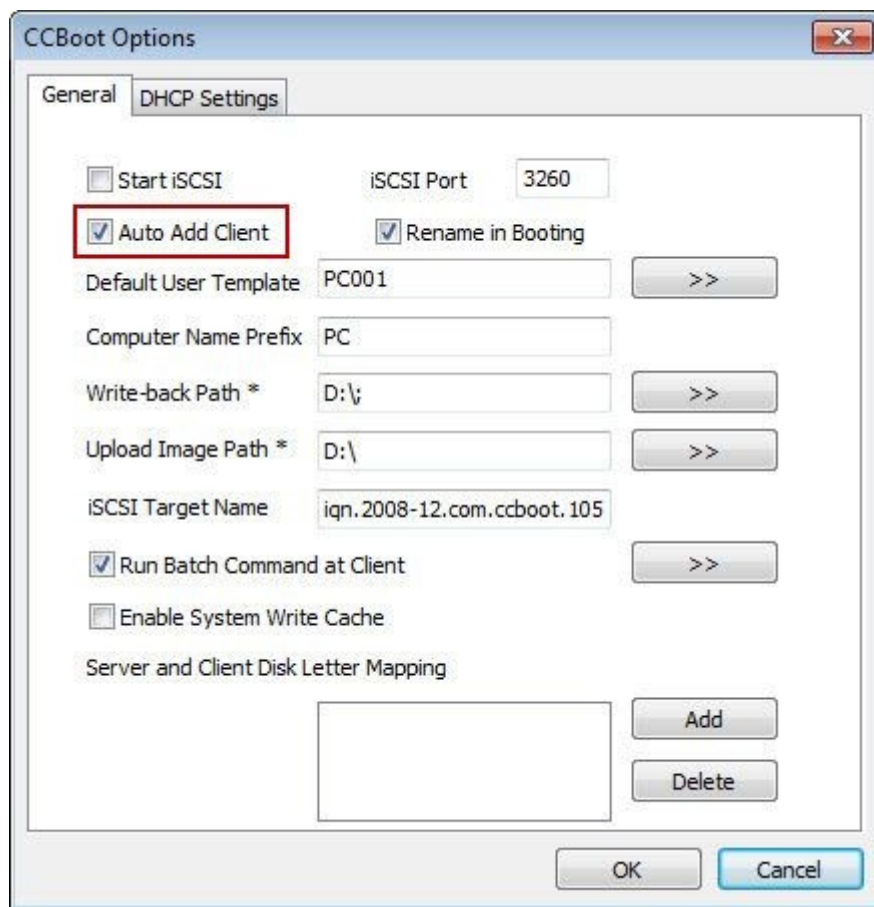 CCBoot Options
General DHCP Settings
Start iSCSI iSCSI Port 3260
Auto Add Client Rename in Booting
Default User Template PC001 >>
Computer Name Prefix PC
Write-back Path * D:\; >>
Upload Image Path * D:\ >>
iSCSI Target Name iqn.2008-12.com.ccboot.105
Run Batch Command at Client >>
Enable System Write Cache
Server and Client Disk Letter Mapping
Add
Delete
OK Cancel